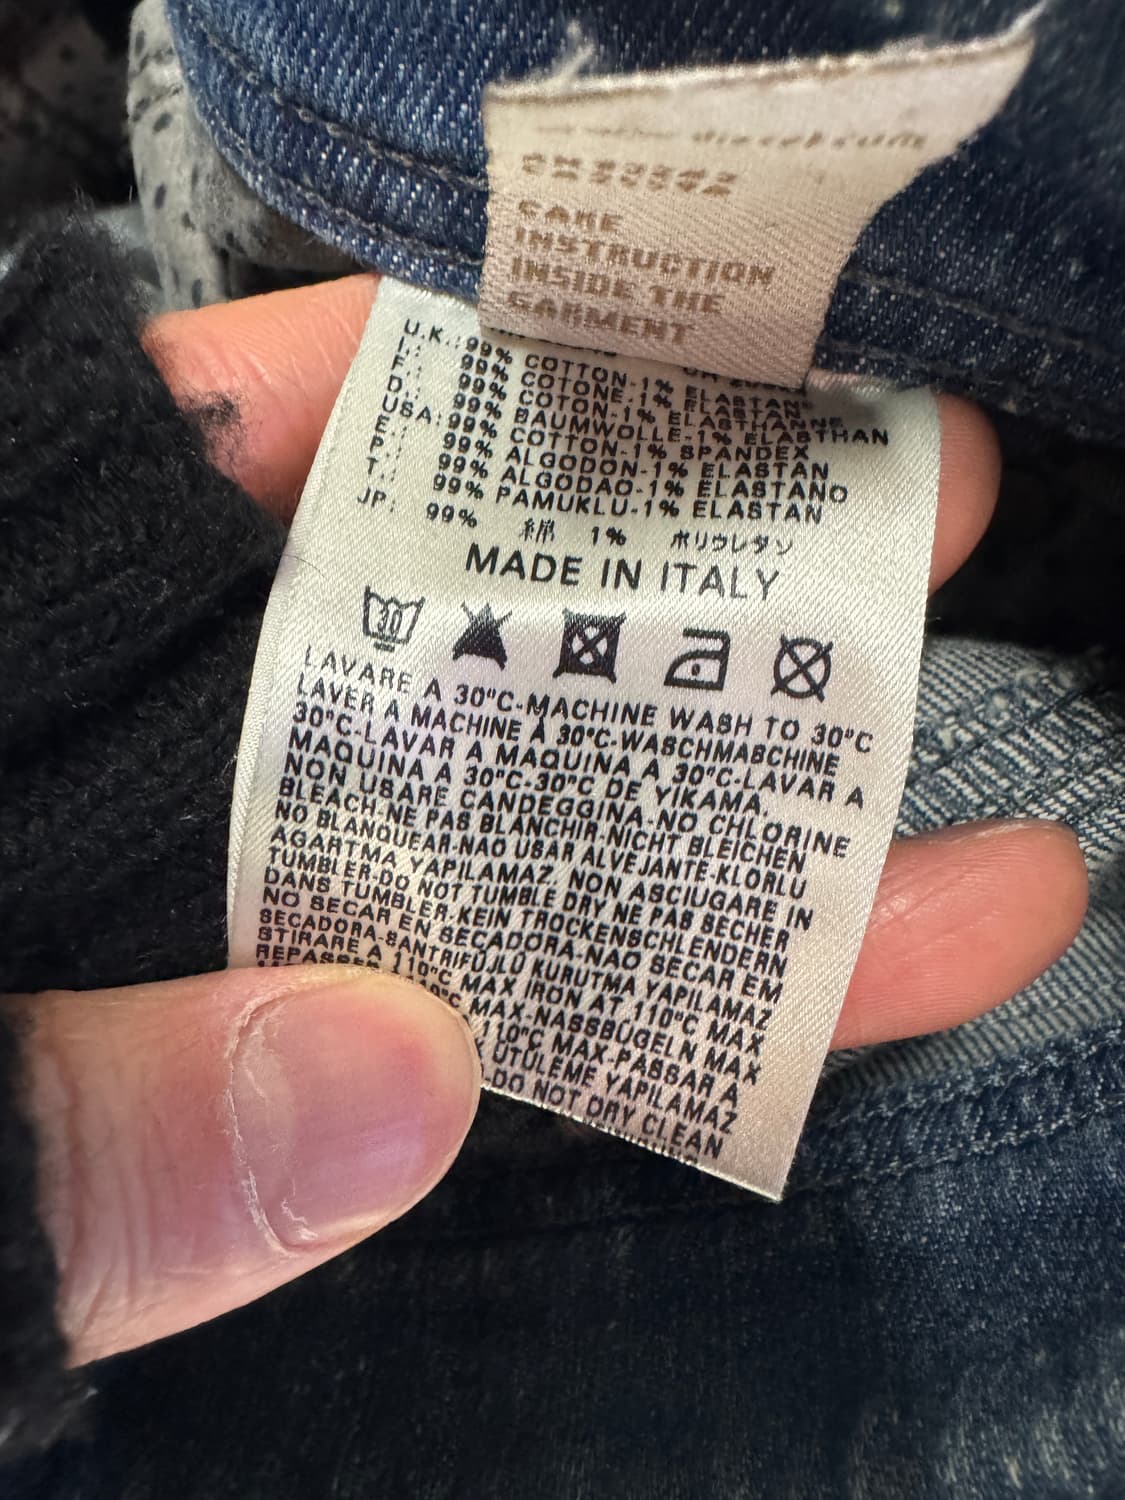 CARE
INSTRUCTION
INSIDE THE
GARMENT
U.K.:99% COTTON-1% ELASTANE
I.: 99% COTONE-1% ELASTAN
F.: 99% COTON-1% ELASTHANNE
D.: 99% BAUMWOLLE-1% ELASTHAN
USA:99% COTTON-1% SPANDEX
E.: 99% ALGODON-1% ELASTAN
P.: 99% ALGODAO-1% ELASTANO
T.: 99% PAMUKLU-1% ELASTAN
JP: 99% 綿 1% ポリウレタン
MADE IN ITALY
30
LAVARE A 30°C-MACHINE WASH TO 30°C
LAVER A MACHINE À 30°C-WASCHMASCHINE
30°C-LAVAR A MAQUINA A 30°C-LAVAR A
MAQUINA A 30°C-30°C DE YIKAMA.
NON USARE CANDEGGINA-NO CHLORINE
BLEACH-NE PAS BLANCHIR-NICHT BLEICHEN
NO BLANQUEAR-NAO USAR ALVEJANTE-KLORLU
AGARTMA YAPILAMAZ NON ASCIUGARE IN
TUMBLER-DO NOT TUMBLE DRY NE PAS SECHER
DANS TUMBLER.KEIN TROCKENSCHLENDERN
NO SECAR EN SECADORA-NAO SECAR EM
SECADORA-SANTRIFÜJLÜ KURUTMA YAPILAMAZ
STIRARE A 110°C MAX IRON AT 110°C MAX
REPASSER °C MAX-NASSBÜGELN MAX
110°C MAX-PASSAR A
ÜTÜLEME YAPILAMAZ
-DO NOT DRY CLEAN